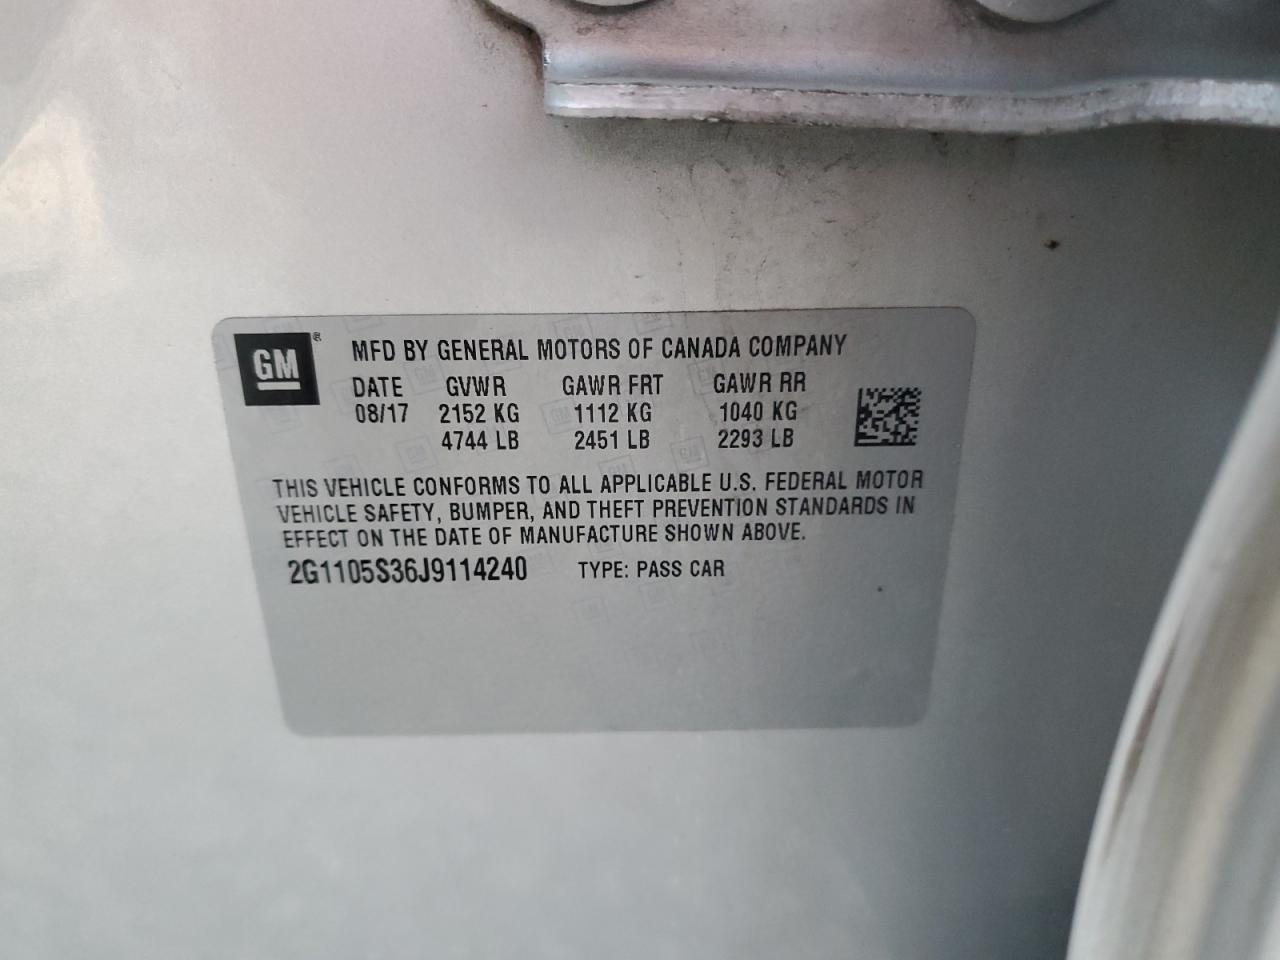 GM ®
MFD BY GENERAL MOTORS OF CANADA COMPANY
DATE GVWR GAWR FRT GAWR RR
08/17 2152 KG 1112 KG 1040 KG
4744 LB 2451 LB 2293 LB
THIS VEHICLE CONFORMS TO ALL APPLICABLE U.S. FEDERAL MOTOR
VEHICLE SAFETY, BUMPER, AND THEFT PREVENTION STANDARDS IN
EFFECT ON THE DATE OF MANUFACTURE SHOWN ABOVE.
2G1105S36J9114240 TYPE: PASS CAR